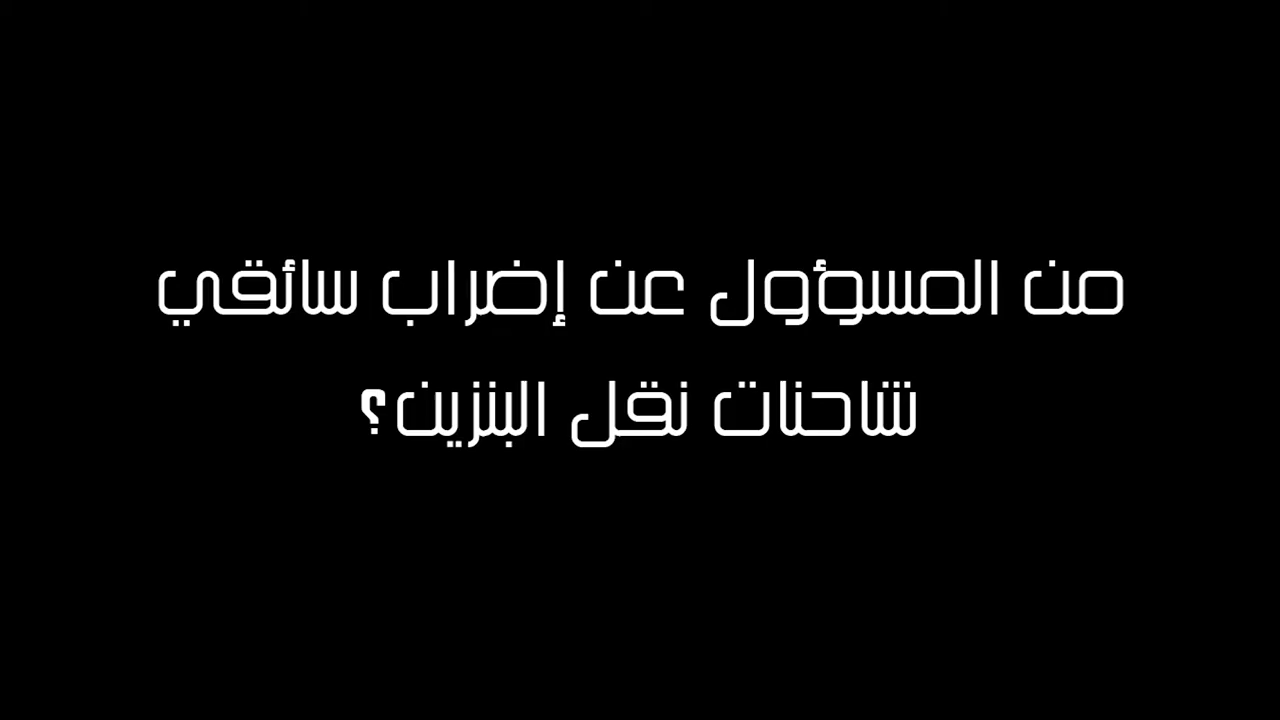 من المسؤول عن إضراب سائقي
شاحنات نقل البنزين؟